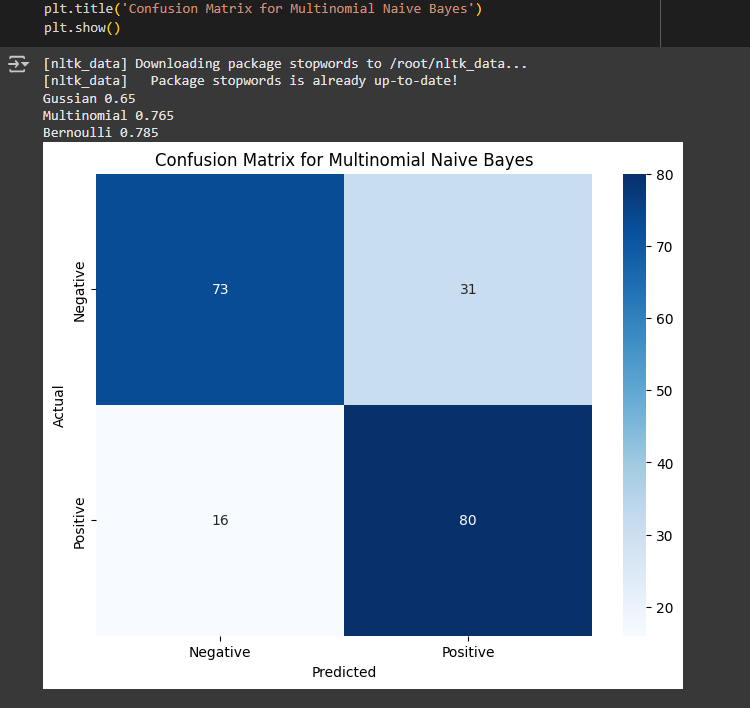 plt.title('Confusion Matrix for Multinomial Naive Bayes')
plt.show()
[nltk_data] Downloading package stopwords to /root/nltk_data...
[nltk_data]   Package stopwords is already up-to-date!
Gussian 0.65
Multinomial 0.765
Bernoulli 0.785
Confusion Matrix for Multinomial Naive Bayes
Actual
Negative
73
31
Positive
16
80
Negative
Positive
Predicted
80
70
60
50
40
30
20